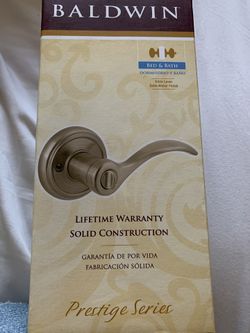 BALDWIN
BED & BATH
DORMITORIO Y BAÑO
LIFETIME WARRANTY
SOLID CONSTRUCTION
GARANTÍA DE POR VIDA
FABRICACIÓN SÓLIDA
Prestige Series